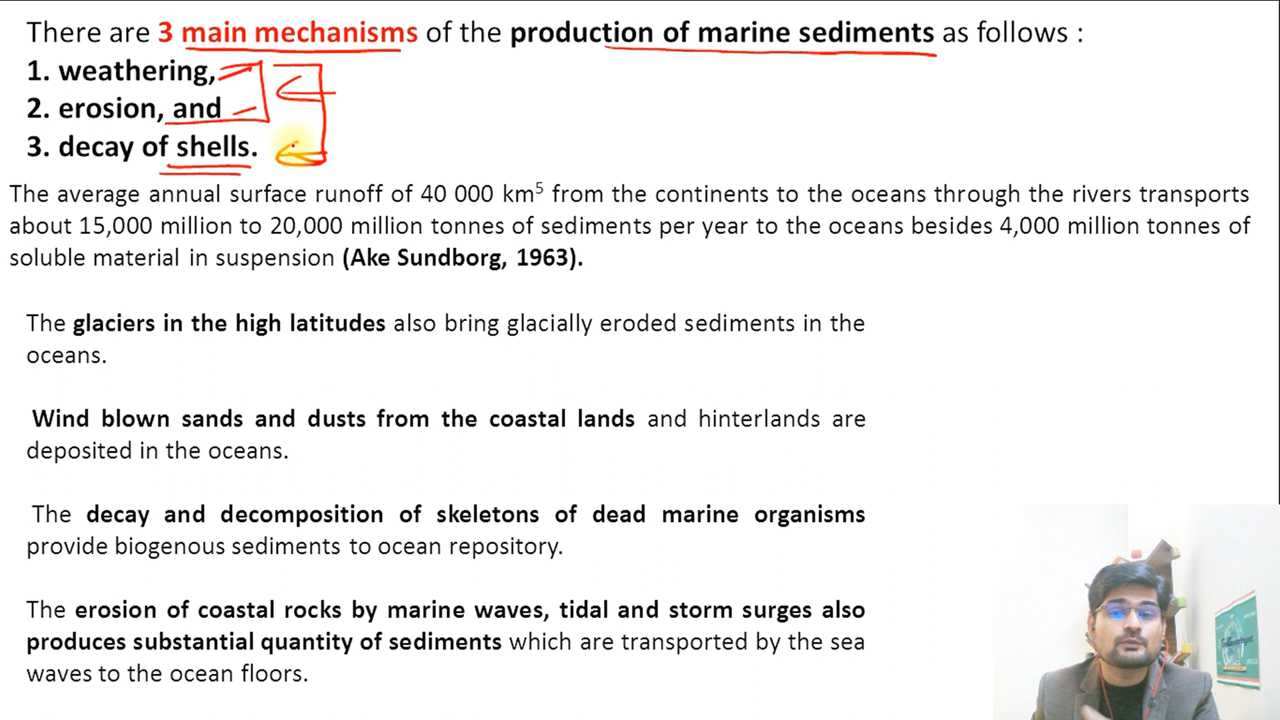 There are 3 main mechanisms of the production of marine sediments as follows :
1. weathering,
2. erosion, and
3. decay of shells.
The average annual surface runoff of 40 000 km⁵ from the continents to the oceans through the rivers transports
about 15,000 million to 20,000 million tonnes of sediments per year to the oceans besides 4,000 million tonnes of
soluble material in suspension (Ake Sundborg, 1963).
The glaciers in the high latitudes also bring glacially eroded sediments in the
oceans.
Wind blown sands and dusts from the coastal lands and hinterlands are
deposited in the oceans.
The decay and decomposition of skeletons of dead marine organisms
provide biogenous sediments to ocean repository.
The erosion of coastal rocks by marine waves, tidal and storm surges also
produces substantial quantity of sediments which are transported by the sea
waves to the ocean floors.